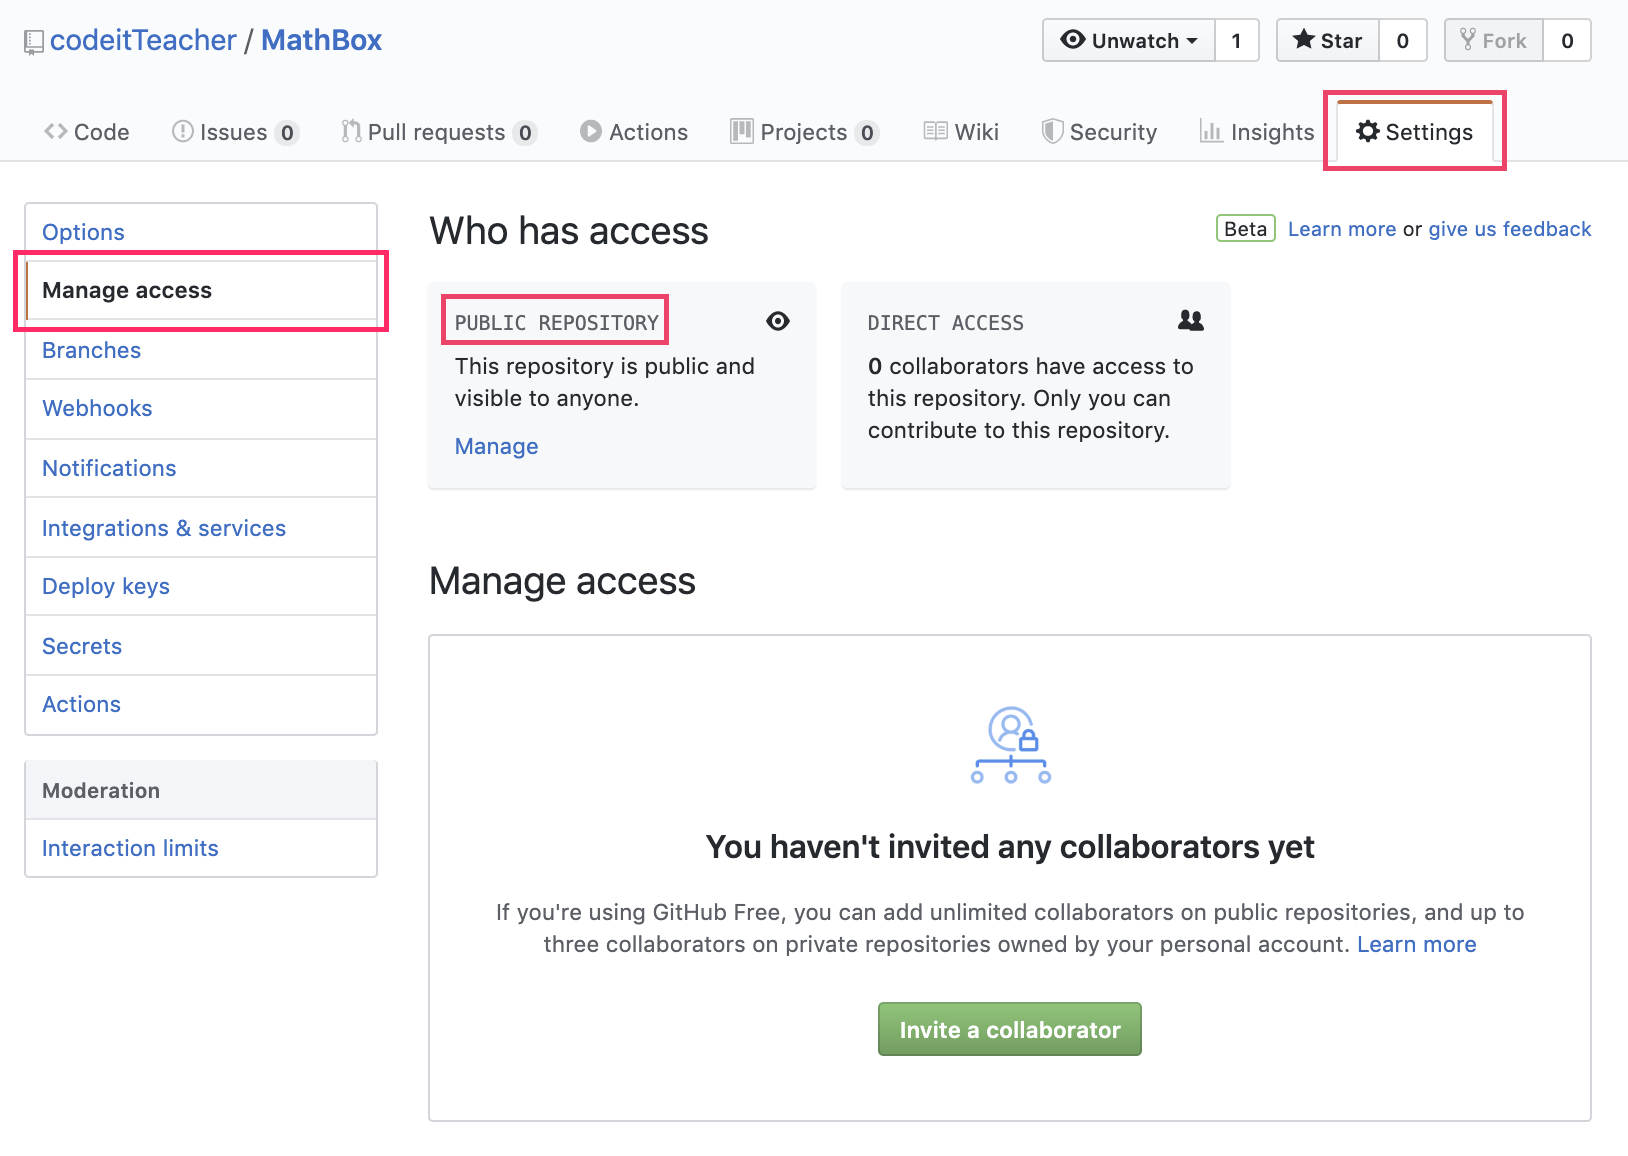 codeitTeacher / MathBox
Unwatch 1 Star 0 Fork 0
Code Issues 0 Pull requests 0 Actions Projects 0 Wiki Security Insights Settings
Options
Manage access
Branches
Webhooks
Notifications
Integrations & services
Deploy keys
Secrets
Actions
Moderation
Interaction limits
Who has access
Beta Learn more or give us feedback
PUBLIC REPOSITORY
This repository is public and
visible to anyone.
Manage
DIRECT ACCESS
0 collaborators have access to
this repository. Only you can
contribute to this repository.
Manage access
You haven't invited any collaborators yet
If you're using GitHub Free, you can add unlimited collaborators on public repositories, and up to
three collaborators on private repositories owned by your personal account. Learn more
Invite a collaborator